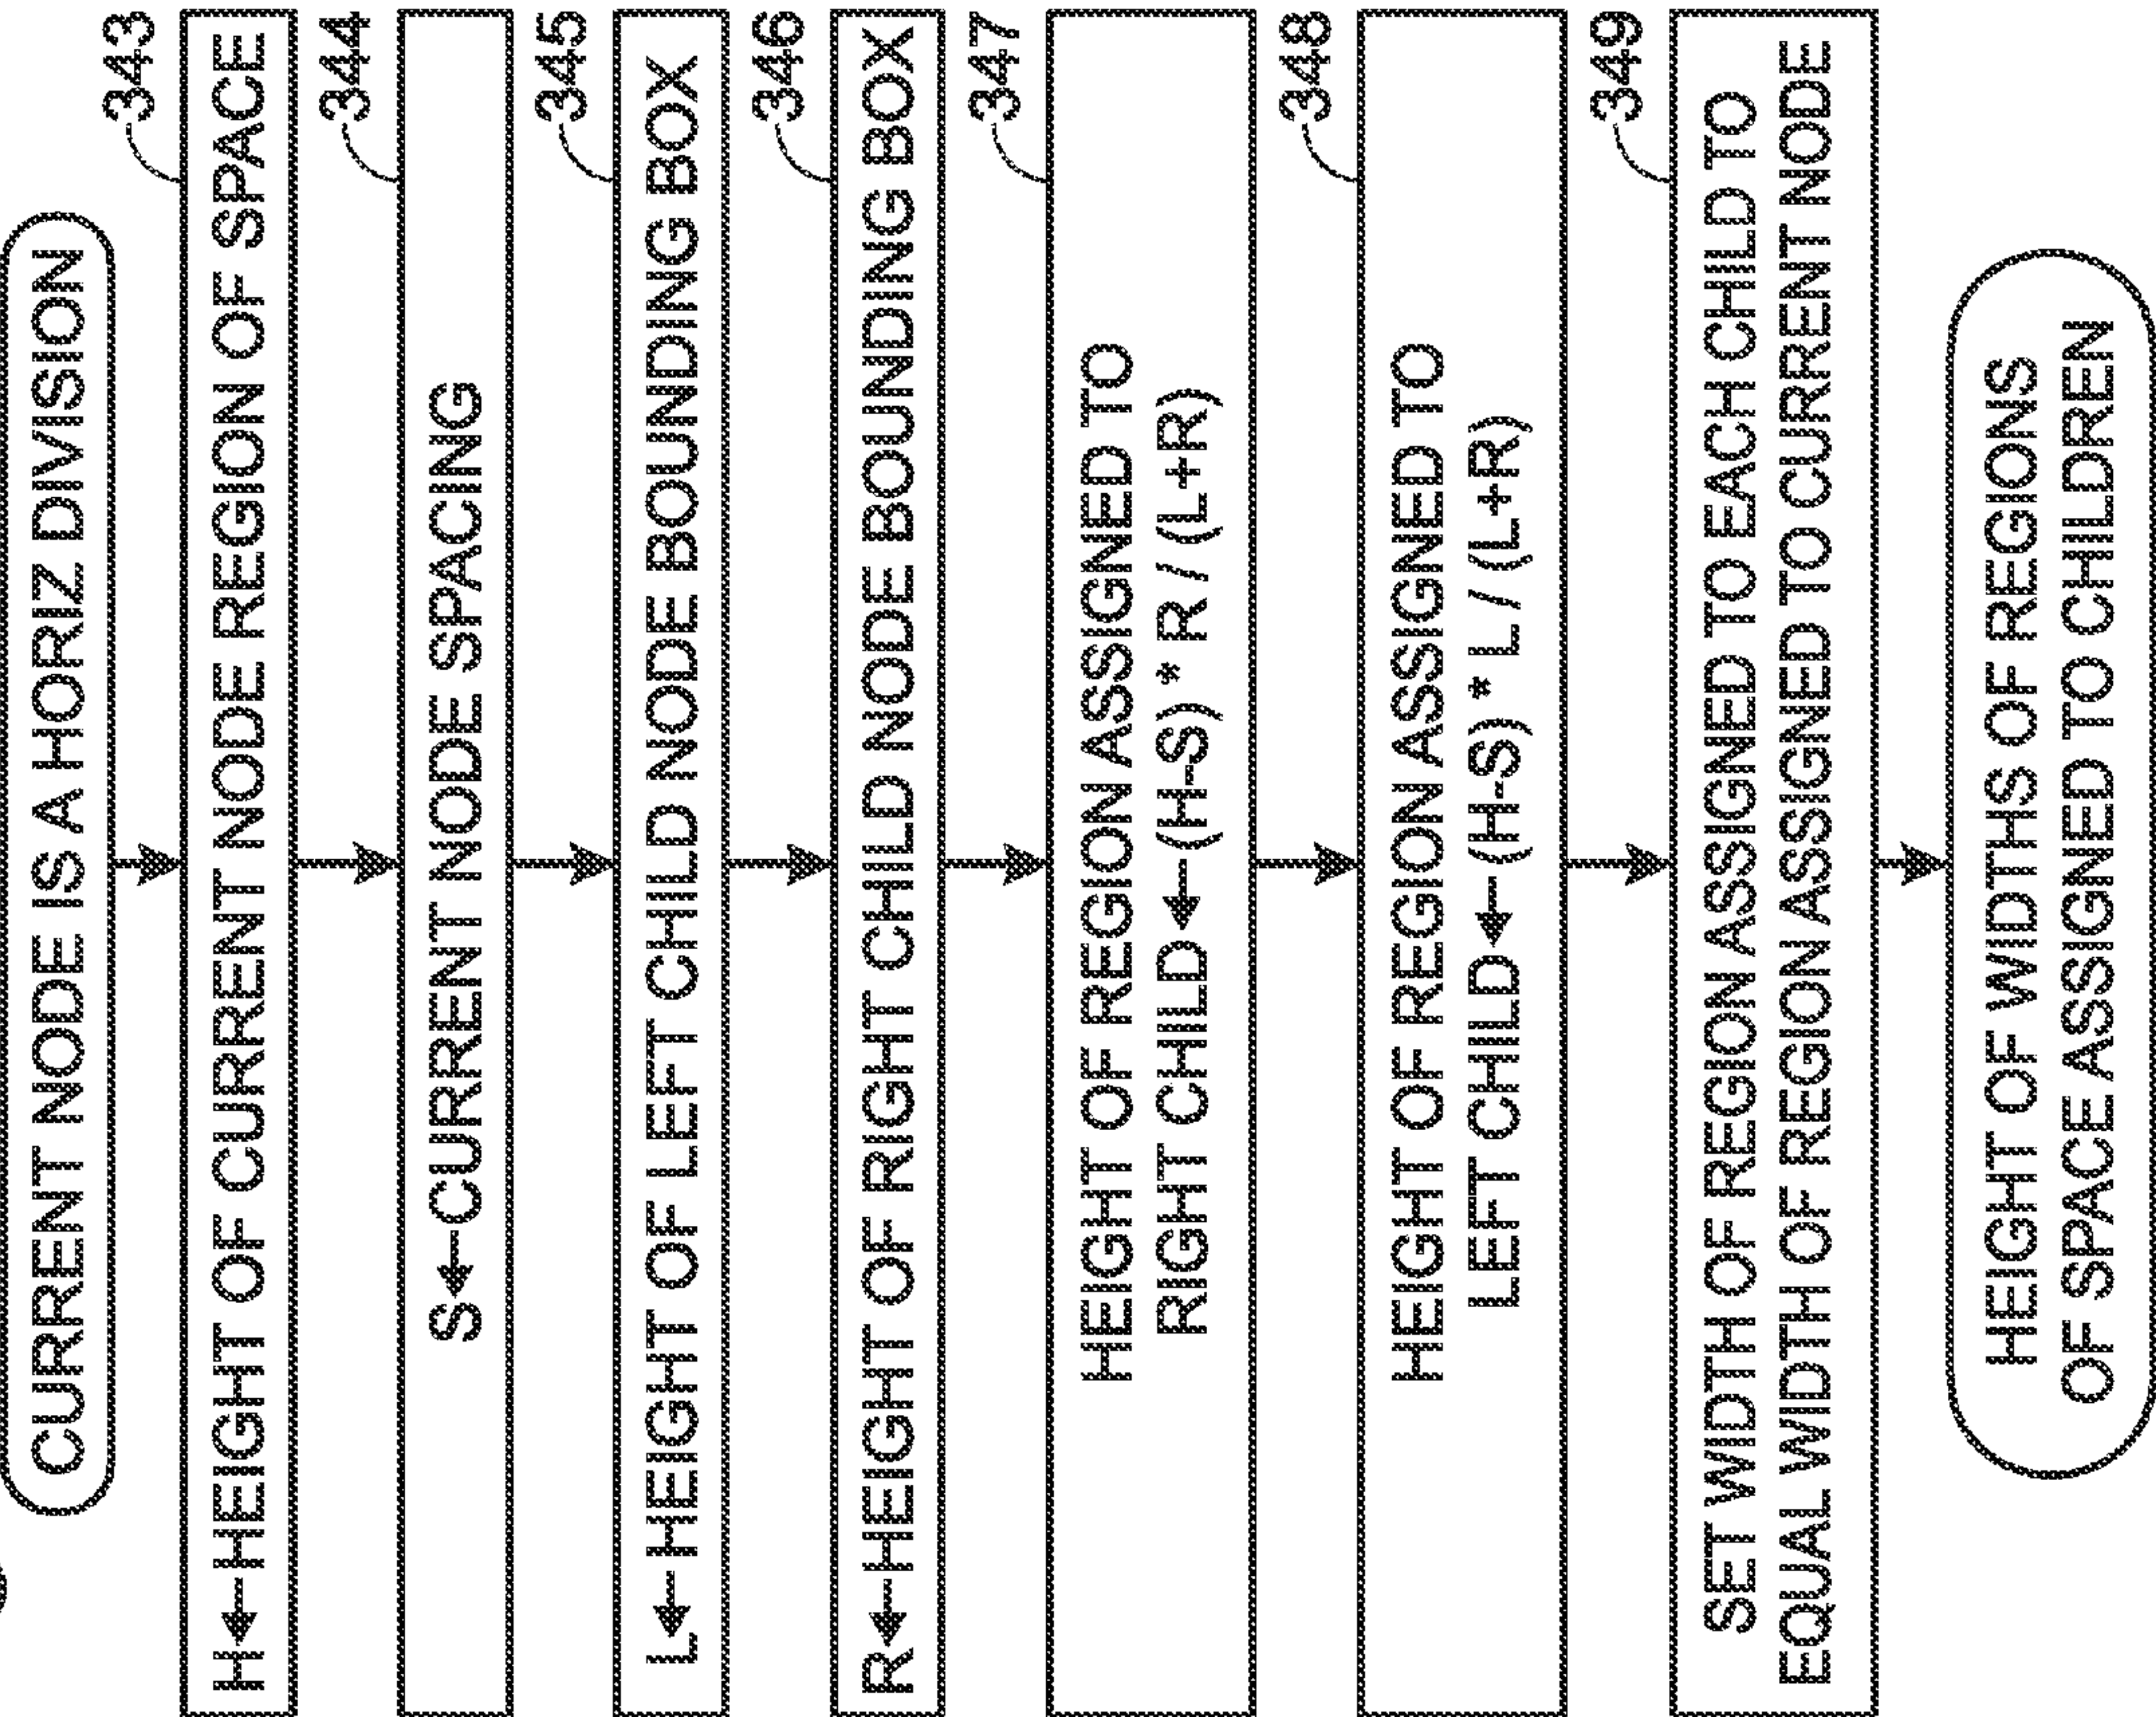 CURRENT NODE IS A HORIZ DIVISION
343
H←HEIGHT OF CURRENT NODE REGION OF SPACE
344
S←CURRENT NODE SPACING
345
L←HEIGHT OF LEFT CHILD NODE BOUNDING BOX
346
R←HEIGHT OF RIGHT CHILD NODE BOUNDING BOX
347
HEIGHT OF REGION ASSIGNED TO
RIGHT CHILD←(H-S) * R / (L+R)
348
HEIGHT OF REGION ASSIGNED TO
LEFT CHILD←(H-S) * L / (L+R)
349
SET WIDTH OF REGION ASSIGNED TO EACH CHILD TO
EQUAL WIDTH OF REGION ASSIGNED TO CURRENT NODE
HEIGHT OF WIDTHS OF REGIONS
OF SPACE ASSIGNED TO CHILDREN